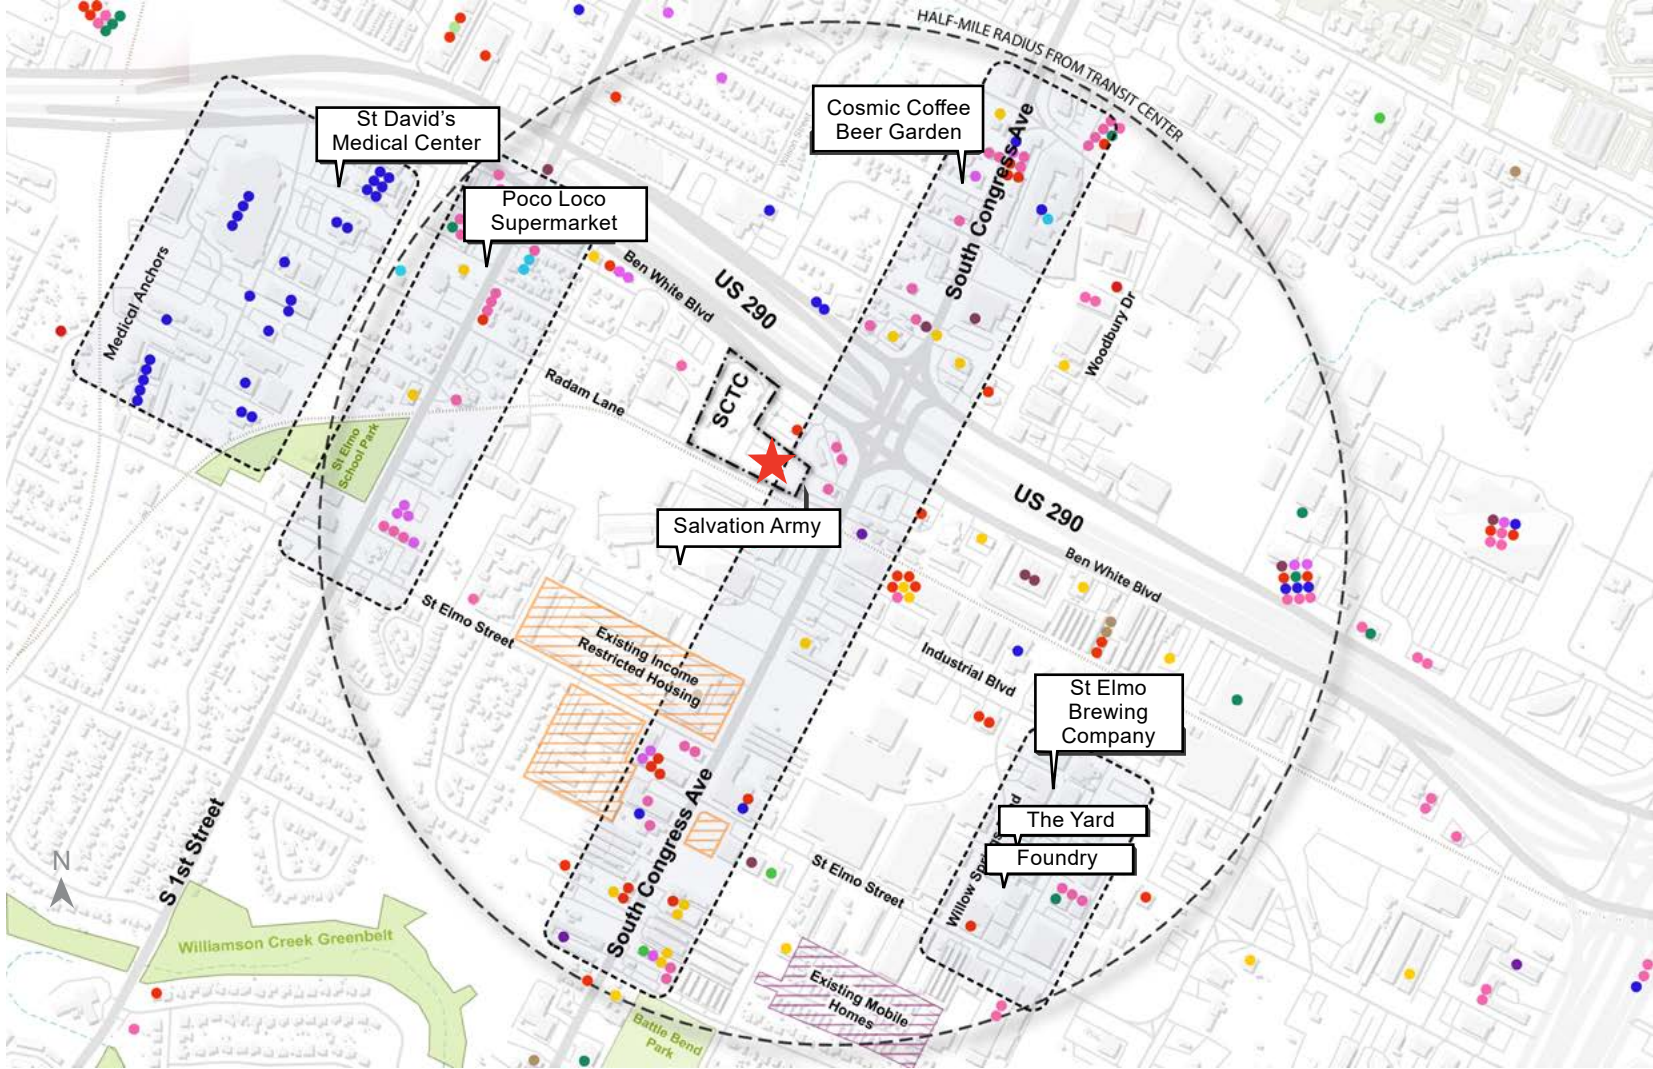 HALF-MILE RADIUS FROM TRANSIT CENTER
St David's
Medical Center
Cosmic Coffee
Beer Garden
South Congress Ave
Poco Loco
Supermarket
Medical Anchors
Ben White Blvd
US 290
Woodbury Dr
Radam Lane
SCTC
St Elmo
School Park
US 290
Salvation Army
Ben White Blvd
St Elmo Street
Existing Income
Restricted Housing
Industrial Blvd
St Elmo
Brewing
Company
South Congress Ave
The Yard
Foundry
N
S 1st Street
St Elmo Street
Williamson Creek Greenbelt
Existing Mobile
Homes
Battle Bend
Park